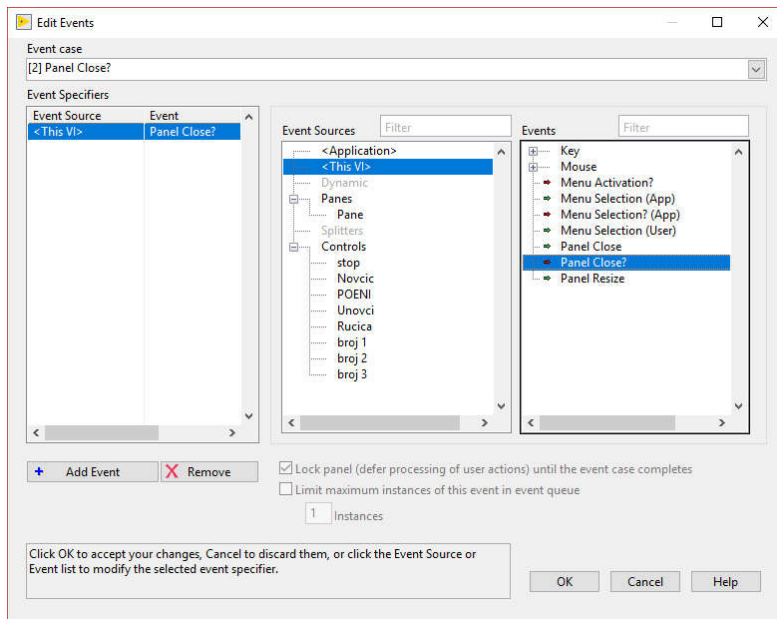 Edit Events
Event case
[2] Panel Close?
Event Specifiers
Event Source Event
<This VI> Panel Close?
Event Sources Filter
<Application>
<This VI>
Dynamic
Panes
Pane
Splitters
Controls
stop
Novcic
POENI
Unovci
Rucica
broj 1
broj 2
broj 3
Events Filter
Key
Mouse
Menu Activation?
Menu Selection (App)
Menu Selection? (App)
Menu Selection (User)
Panel Close
Panel Close?
Panel Resize
Add Event Remove
Lock panel (defer processing of user actions) until the event case completes
Limit maximum instances of this event in event queue
1 Instances
Click OK to accept your changes, Cancel to discard them, or click the Event Source or
Event list to modify the selected event specifier.
OK Cancel Help